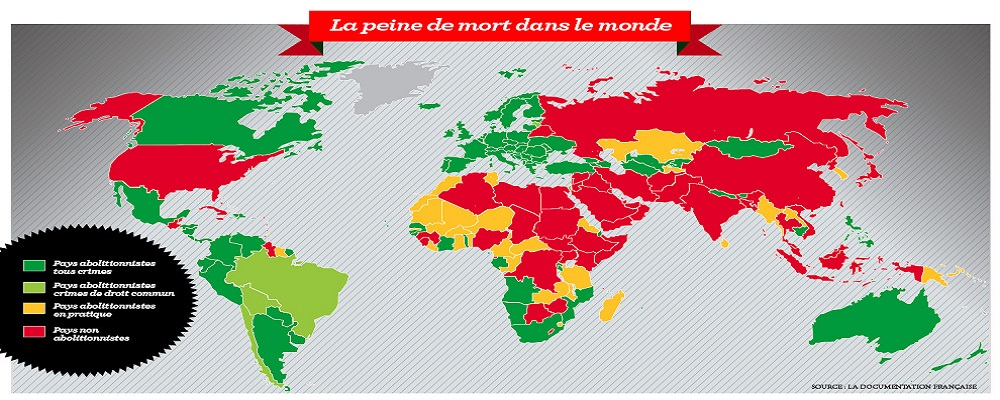 La peine de mort dans le monde
Pays abolitionnistes
tous crimes
Pays abolitionnistes
crimes de droit commun
Pays abolitionnistes
en pratique
Pays non
abolitionnistes
SOURCE : LA DOCUMENTATION FRANÇAISE